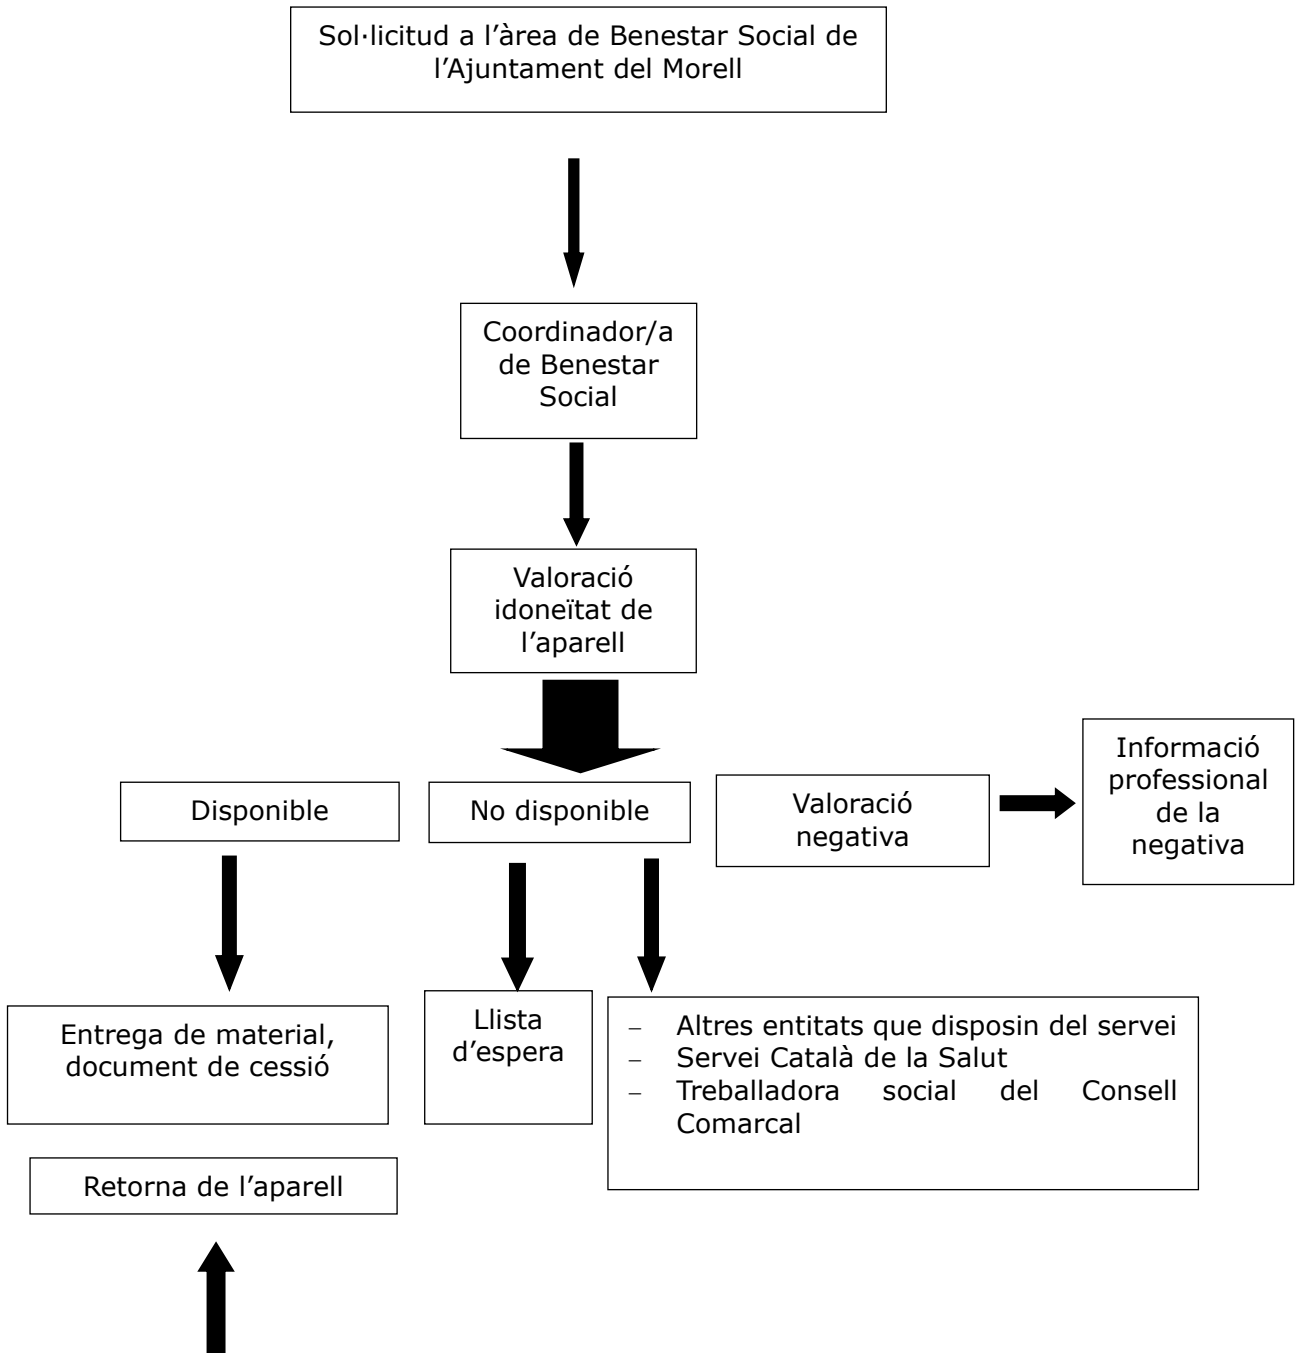 Sol·licitud a l’àrea de Benestar Social de
l’Ajuntament del Morell
Coordinador/a
de Benestar
Social
Valoració
idoneïtat de
l’aparell
Disponible
No disponible
Valoració
negativa
Informació
professional
de la
negativa
Entrega de material,
document de cessió
Llista
d’espera
– Altres entitats que disposin del servei
– Servei Català de la Salut
– Treballadora social del Consell
Comarcal
Retorna de l’aparell